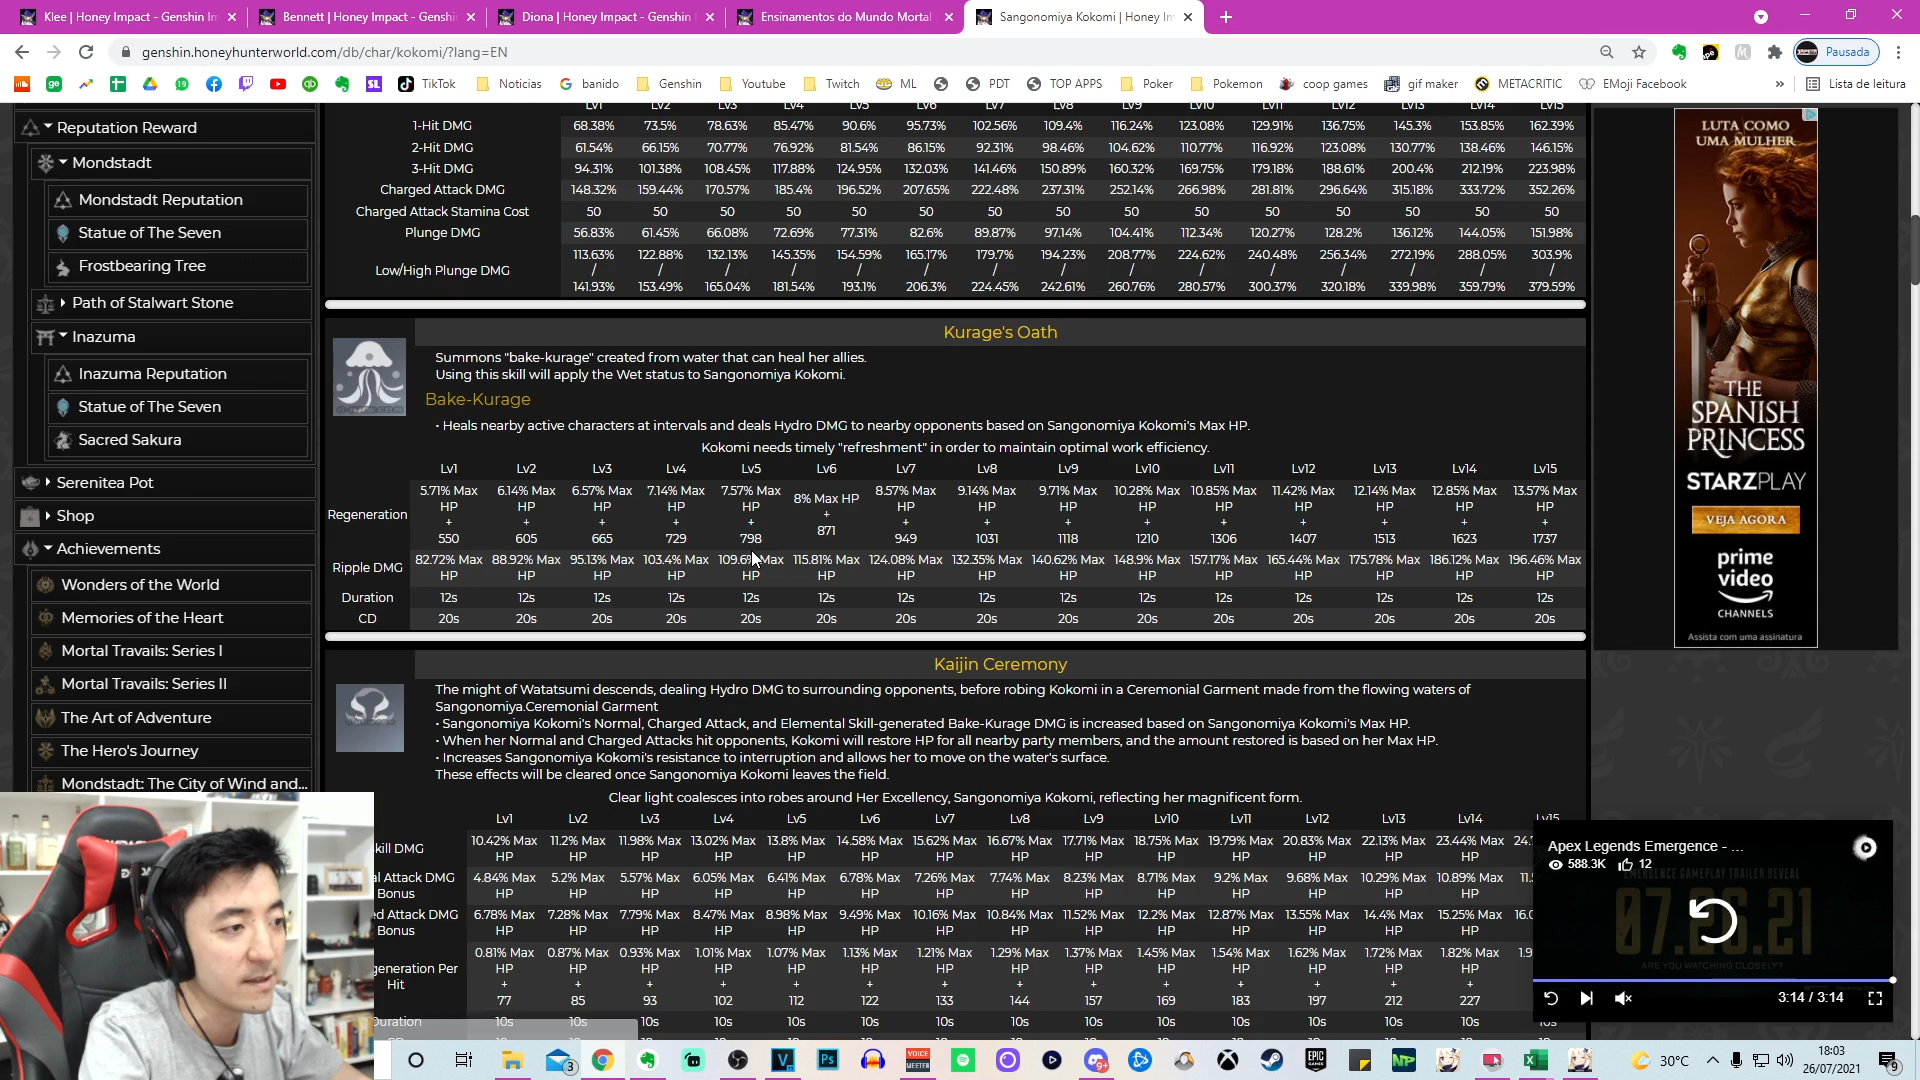 Klee | Honey Impact - Genshin Im
Bennett | Honey Impact - Genshin
Diona | Honey Impact - Genshin
Ensinamentos do Mundo Mortal
Sangonomiya Kokomi | Honey Im
genshin.honeyhunterworld.com/db/char/kokomi/?lang=EN
Pausada
TikTok Noticias banido Genshin Youtube Twitch ML PDT TOP APPS Poker Pokemon coop games gif maker METACRITIC EMoji Facebook » Lista de leitura
Reputation Reward
Mondstadt
Mondstadt Reputation
Statue of The Seven
Frostbearing Tree
Path of Stalwart Stone
Inazuma
Inazuma Reputation
Statue of The Seven
Sacred Sakura
Serenitea Pot
Shop
Achievements
Wonders of the World
Memories of the Heart
Mortal Travails: Series I
Mortal Travails: Series II
The Art of Adventure
The Hero's Journey
Mondstadt: The City of Wind and...
Lv1 Lv2 Lv3 Lv4 Lv5 Lv6 Lv7 Lv8 Lv9 Lv10 Lv11 Lv12 Lv13 Lv14 Lv15
1-Hit DMG 68.38% 73.5% 78.63% 85.47% 90.6% 95.73% 102.56% 109.4% 116.24% 123.08% 129.91% 136.75% 145.3% 153.85% 162.39%
2-Hit DMG 61.54% 66.15% 70.77% 76.92% 81.54% 86.15% 92.31% 98.46% 104.62% 110.77% 116.92% 123.08% 130.77% 138.46% 146.15%
3-Hit DMG 94.31% 101.38% 108.45% 117.88% 124.95% 132.03% 141.46% 150.89% 160.32% 169.75% 179.18% 188.61% 200.4% 212.19% 223.98%
Charged Attack DMG 148.32% 159.44% 170.57% 185.4% 196.52% 207.65% 222.48% 237.31% 252.14% 266.98% 281.81% 296.64% 315.18% 333.72% 352.26%
Charged Attack Stamina Cost 50 50 50 50 50 50 50 50 50 50 50 50 50 50 50
Plunge DMG 56.83% 61.45% 66.08% 72.69% 77.31% 82.6% 89.87% 97.14% 104.41% 112.34% 120.27% 128.2% 136.12% 144.05% 151.98%
113.63% 122.88% 132.13% 145.35% 154.59% 165.17% 179.7% 194.23% 208.77% 224.62% 240.48% 256.34% 272.19% 288.05% 303.9%
Low/High Plunge DMG / / / / / / / / / / / / / / /
141.93% 153.49% 165.04% 181.54% 193.1% 206.3% 224.45% 242.61% 260.76% 280.57% 300.37% 320.18% 339.98% 359.79% 379.59%
Kurage's Oath
Summons "bake-kurage" created from water that can heal her allies.
Using this skill will apply the Wet status to Sangonomiya Kokomi.
Bake-Kurage
• Heals nearby active characters at intervals and deals Hydro DMG to nearby opponents based on Sangonomiya Kokomi's Max HP.
Kokomi needs timely "refreshment" in order to maintain optimal work efficiency.
Lv1 Lv2 Lv3 Lv4 Lv5 Lv6 Lv7 Lv8 Lv9 Lv10 Lv11 Lv12 Lv13 Lv14 Lv15
Regeneration 5.71% Max HP + 550 6.14% Max HP + 605 6.57% Max HP + 665 7.14% Max HP + 729 7.57% Max HP + 798 8% Max HP + 871 8.57% Max HP + 949 9.14% Max HP + 1031 9.71% Max HP + 1118 10.28% Max HP + 1210 10.85% Max HP + 1306 11.42% Max HP + 1407 12.14% Max HP + 1513 12.85% Max HP + 1623 13.57% Max HP + 1737
Ripple DMG 82.72% Max HP 88.92% Max HP 95.13% Max HP 103.4% Max HP 109.6% Max HP 115.81% Max HP 124.08% Max HP 132.35% Max HP 140.62% Max HP 148.9% Max HP 157.17% Max HP 165.44% Max HP 175.78% Max HP 186.12% Max HP 196.46% Max HP
Duration 12s 12s 12s 12s 12s 12s 12s 12s 12s 12s 12s 12s 12s 12s 12s
CD 20s 20s 20s 20s 20s 20s 20s 20s 20s 20s 20s 20s 20s 20s 20s
Kaijin Ceremony
The might of Watatsumi descends, dealing Hydro DMG to surrounding opponents, before robing Kokomi in a Ceremonial Garment made from the flowing waters of
Sangonomiya.Ceremonial Garment
• Sangonomiya Kokomi's Normal, Charged Attack, and Elemental Skill-generated Bake-Kurage DMG is increased based on Sangonomiya Kokomi's Max HP.
• When her Normal and Charged Attacks hit opponents, Kokomi will restore HP for all nearby party members, and the amount restored is based on her Max HP.
• Increases Sangonomiya Kokomi's resistance to interruption and allows her to move on the water's surface.
These effects will be cleared once Sangonomiya Kokomi leaves the field.
Clear light coalesces into robes around Her Excellency, Sangonomiya Kokomi, reflecting her magnificent form.
Lv1 Lv2 Lv3 Lv4 Lv5 Lv6 Lv7 Lv8 Lv9 Lv10 Lv11 Lv12 Lv13 Lv14 Lv15
kill DMG 10.42% Max HP 11.2% Max HP 11.98% Max HP 13.02% Max HP 13.8% Max HP 14.58% Max HP 15.62% Max HP 16.67% Max HP 17.71% Max HP 18.75% Max HP 19.79% Max HP 20.83% Max HP 22.13% Max HP 23.44% Max HP 24.
al Attack DMG Bonus 4.84% Max HP 5.2% Max HP 5.57% Max HP 6.05% Max HP 6.41% Max HP 6.78% Max HP 7.26% Max HP 7.74% Max HP 8.23% Max HP 8.71% Max HP 9.2% Max HP 9.68% Max HP 10.29% Max HP 10.89% Max HP 11.
ed Attack DMG Bonus 6.78% Max HP 7.28% Max HP 7.79% Max HP 8.47% Max HP 8.98% Max HP 9.49% Max HP 10.16% Max HP 10.84% Max HP 11.52% Max HP 12.2% Max HP 12.87% Max HP 13.55% Max HP 14.4% Max HP 15.25% Max HP 16.
generation Per Hit 0.81% Max HP + 77 0.87% Max HP + 85 0.93% Max HP + 93 1.01% Max HP + 102 1.07% Max HP + 112 1.13% Max HP + 122 1.21% Max HP + 133 1.29% Max HP + 144 1.37% Max HP + 157 1.45% Max HP + 169 1.54% Max HP + 183 1.62% Max HP + 197 1.72% Max HP + 212 1.82% Max HP + 227 1.9
Duration 10s 10s 10s 10s 10s 10s 10s 10s 10s 10s 10s 10s 10s 10s 10s
LUTA COMO
UMA MULHER
THE
SPANISH
PRINCESS
STARZPLAY
VEJA AGORA
prime
video
CHANNELS
Assista com uma assinatura
Apex Legends Emergence - ...
588.3K 12
EMERGENCE GAMEPLAY TRAILER REVEAL
07.26.21
ARE YOU WATCHING CLOSELY?
3:14 / 3:14
30°C
18:03
26/07/2021